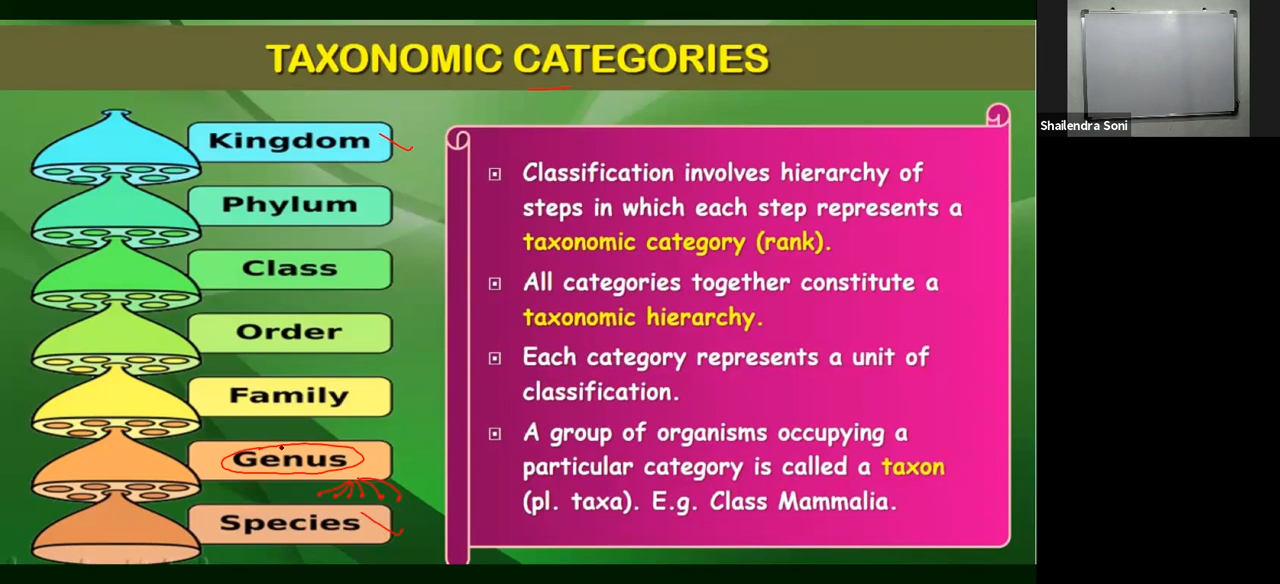 TAXONOMIC CATEGORIES
Shailendra Soni
Kingdom
Phylum
Class
Order
Family
Genus
Species
Classification involves hierarchy of
steps in which each step represents a
taxonomic category (rank).
All categories together constitute a
taxonomic hierarchy.
Each category represents a unit of
classification.
A group of organisms occupying a
particular category is called a taxon
(pl. taxa). E.g. Class Mammalia.